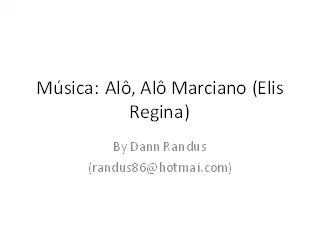 Música: Alô, Alô Marciano (Elis
Regina)
By Dann Randus
(randus86@hotmai.com)